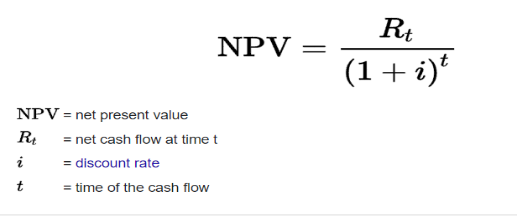 NPV = R_t / (1 + i)^t
NPV = net present value
R_t = net cash flow at time t
i = discount rate
t = time of the cash flow